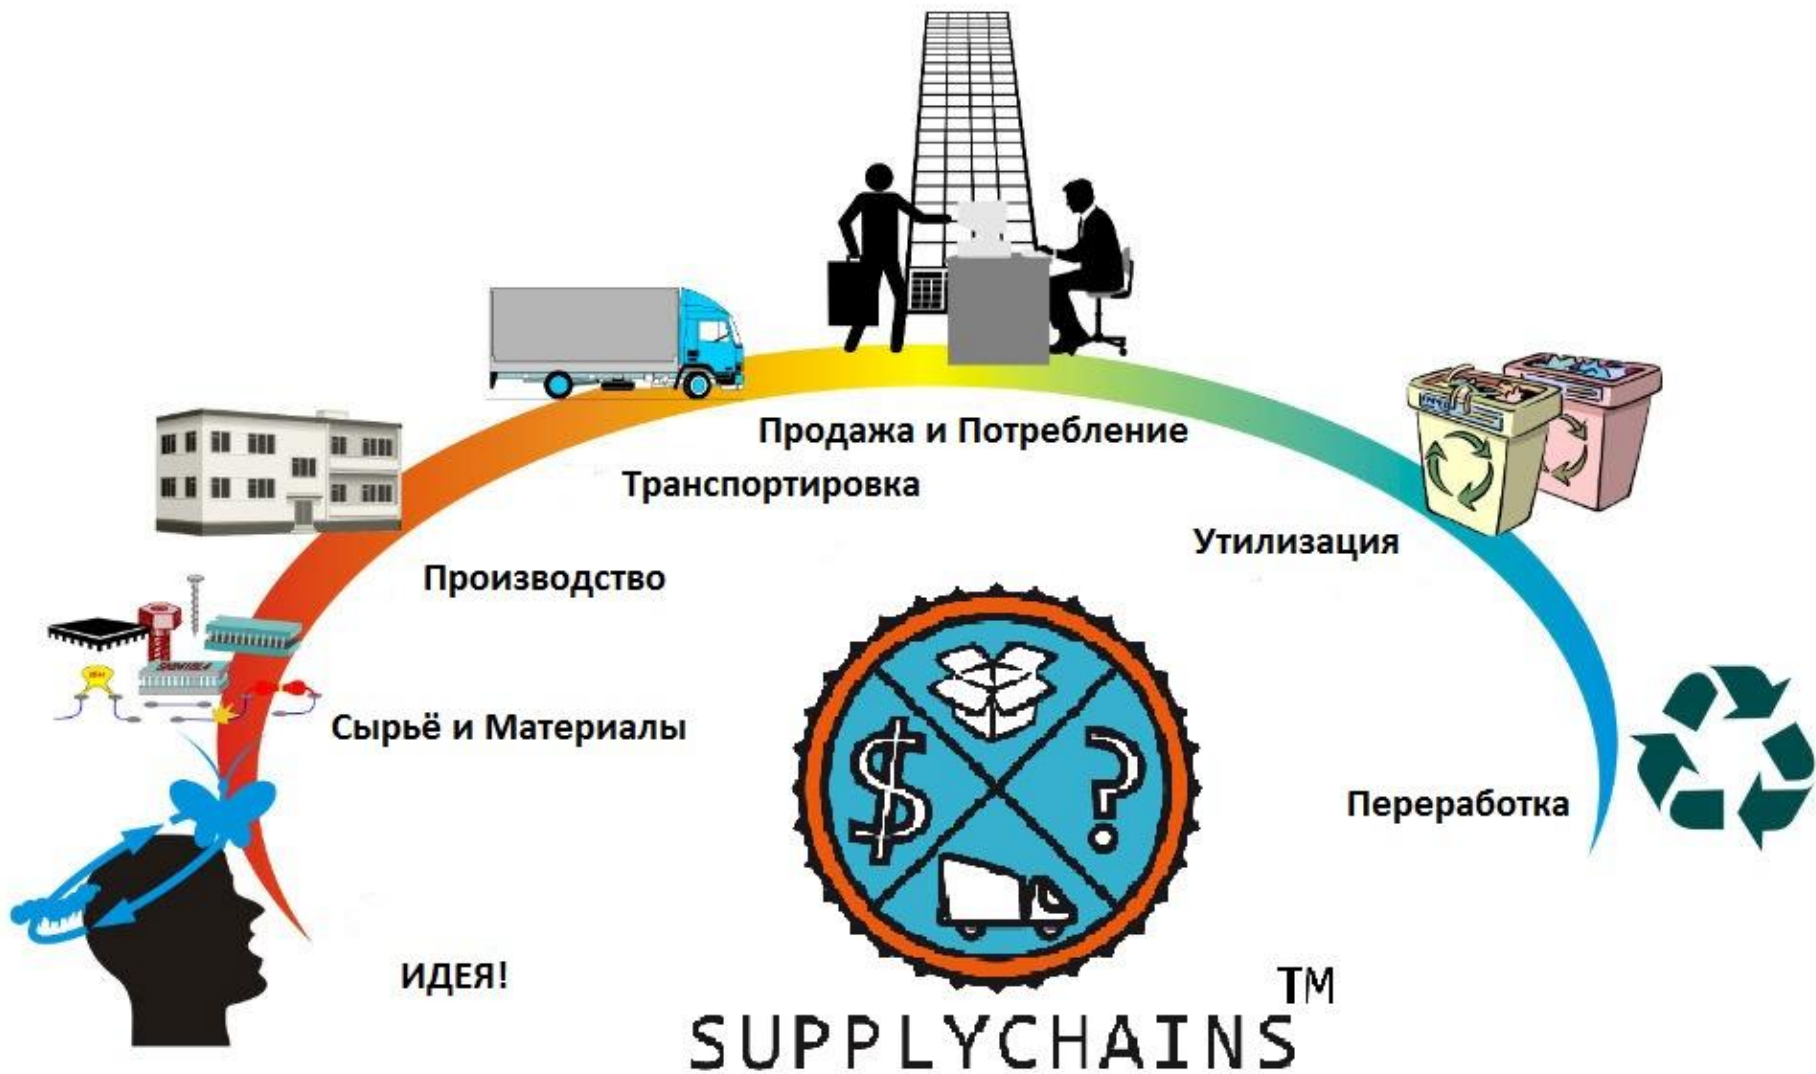 Продажа и Потребление
Транспортировка
Утилизация
Производство
Сырьё и Материалы
Переработка
ИДЕЯ!
TM
SUPPLYCHAINS